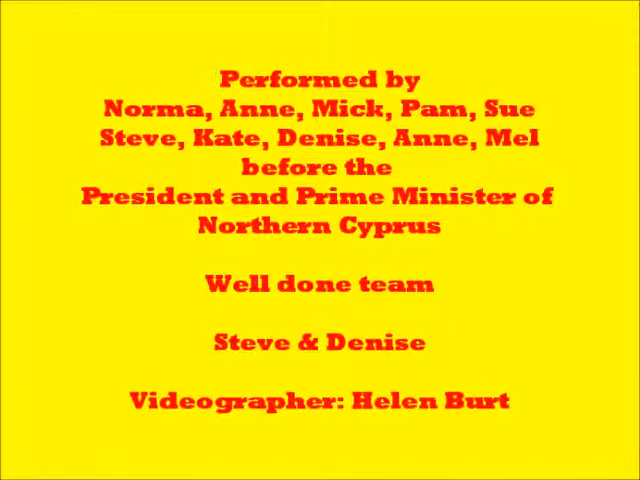 Performed by
Norma, Anne, Mick, Pam, Sue
Steve, Kate, Denise, Anne, Mel
before the
President and Prime Minister of
Northern Cyprus
Well done team
Steve & Denise
Videographer: Helen Burt